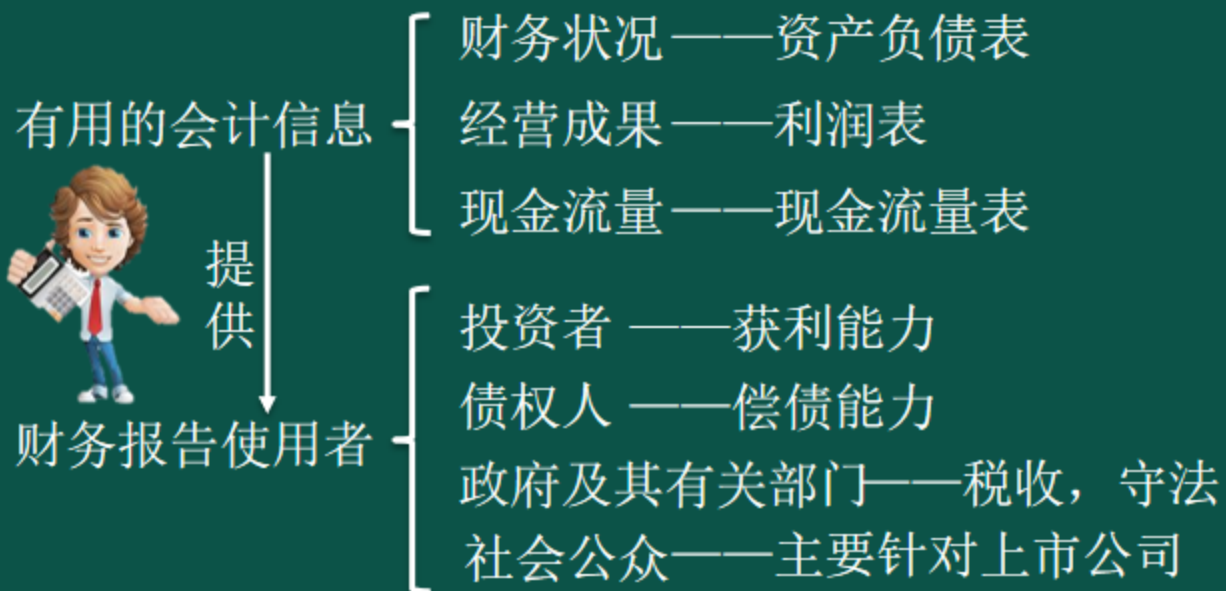 财务状况——资产负债表
有用的会计信息
经营成果——利润表
现金流量——现金流量表
提供
投资者——获利能力
债权人——偿债能力
财务报告使用者
政府及其有关部门——税收，守法
社会公众——主要针对上市公司